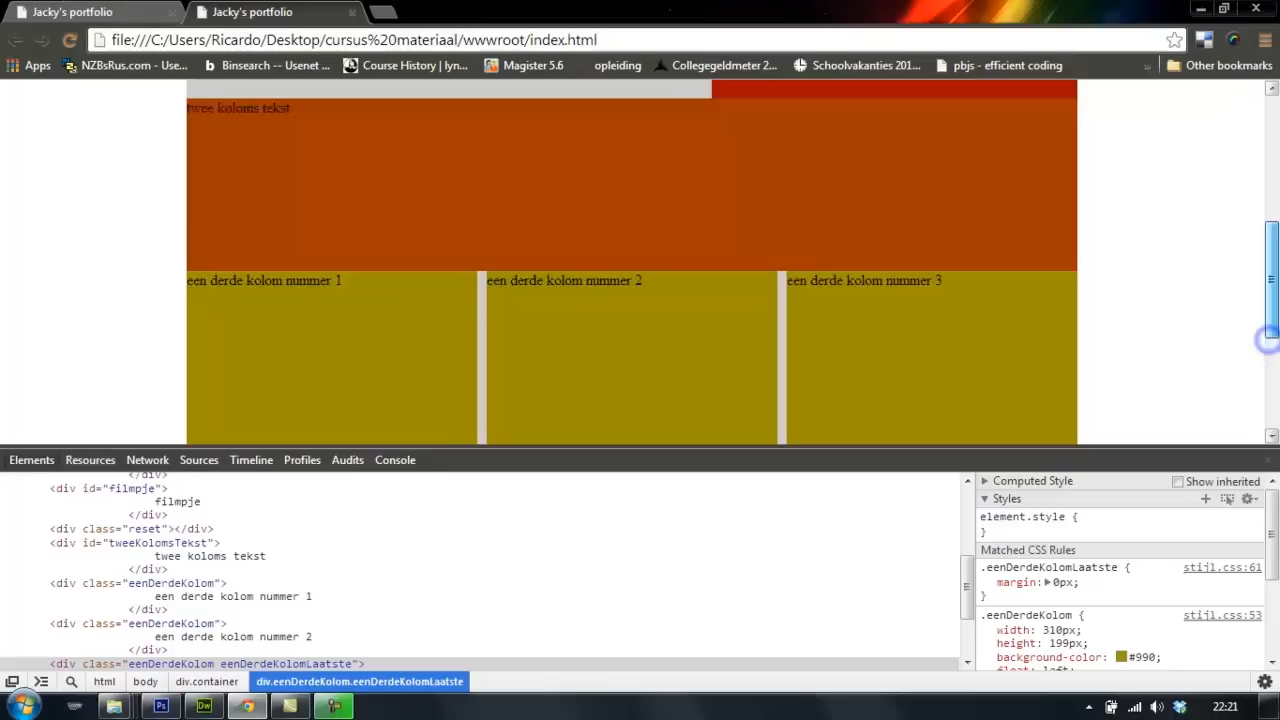 Jacky's portfolio
Jacky's portfolio
file:///C:/Users/Ricardo/Desktop/cursus%20materiaal/wwwroot/index.html
Apps NZBsRus.com - Use... Binsearch -- Usenet ... Course History | lyn... Magister 5.6 opleiding Collegegeldmeter 2... Schoolvakanties 201... pbjs - efficient coding » Other bookmarks
twee koloms tekst
een derde kolom nummer 1
een derde kolom nummer 2
een derde kolom nummer 3
Elements Resources Network Sources Timeline Profiles Audits Console
</div>
<div id="filmpje">
filmpje
</div>
<div class="reset"></div>
<div id="tweeKolomsTekst">
twee koloms tekst
</div>
<div class="eenDerdeKolom">
een derde kolom nummer 1
</div>
<div class="eenDerdeKolom">
een derde kolom nummer 2
</div>
<div class="eenDerdeKolom eenDerdeKolomLaatste">
Computed Style Show inherited
Styles
element.style {
}
Matched CSS Rules
.eenDerdeKolomLaatste { stijl.css:61
margin: 0px;
}
.eenDerdeKolom { stijl.css:53
width: 310px;
height: 199px;
background-color: #990;
float: left;
html body div.container div.eenDerdeKolom.eenDerdeKolomLaatste
Ps Dw 22:21